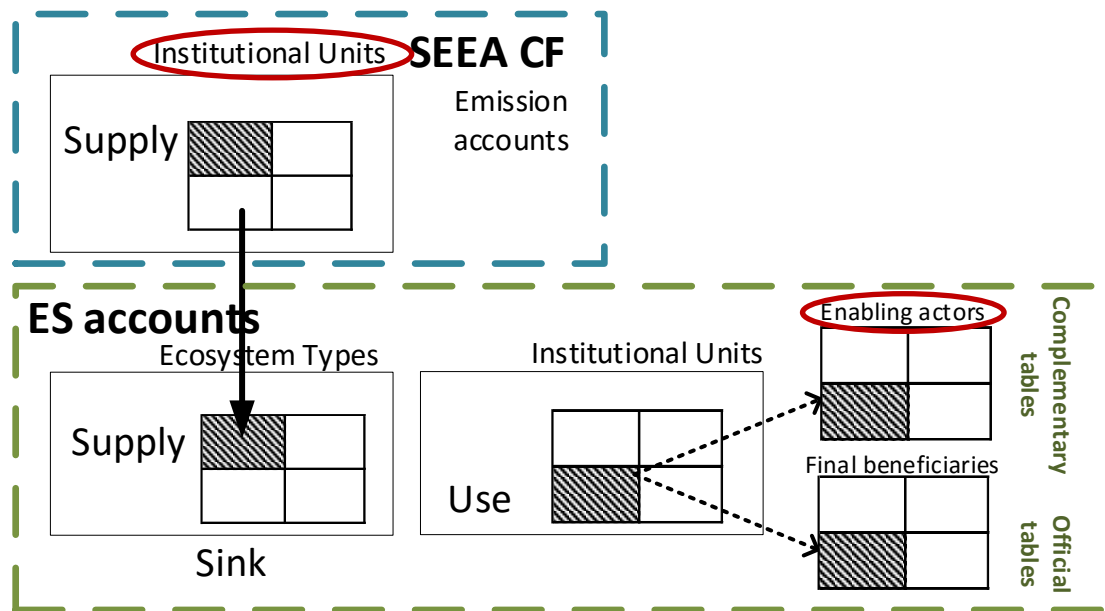 Institutional Units
SEEA CF
Emission
accounts
Supply
ES accounts
Ecosystem Types
Supply
Sink
Institutional Units
Use
Enabling actors
Final beneficiaries
Complementary
tables
Official
tables